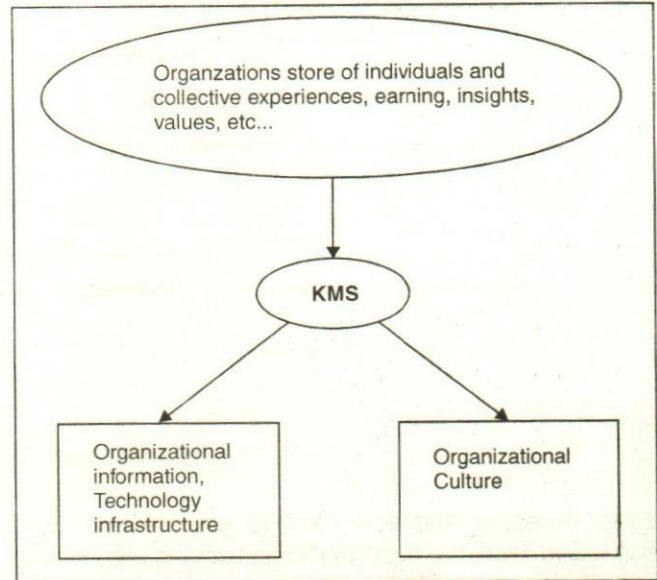 Organzations store of individuals and
collective experiences, earning, insights,
values, etc...
KMS
Organizational
information,
Technology
infrastructure
Organizational
Culture